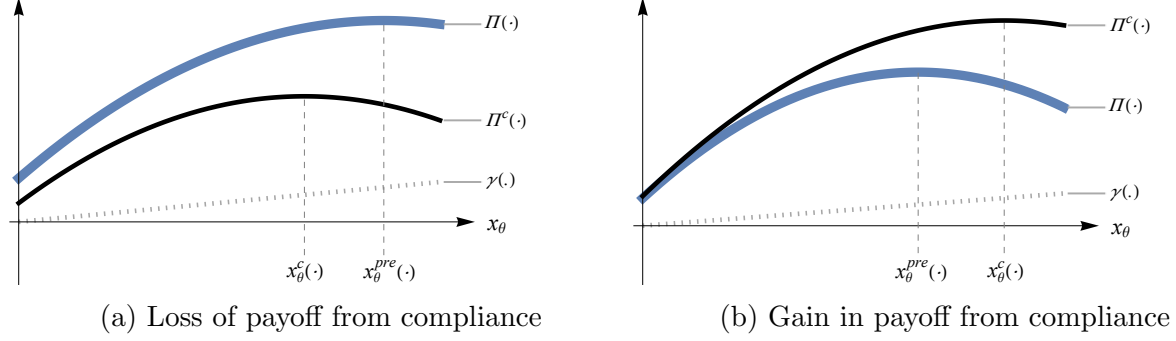 Π(·)
Π^c(·)
γ(.)
x_θ
x_θ^c(·) x_θ^pre(·)
(a) Loss of payoff from compliance
Π^c(·)
Π(·)
γ(.)
x_θ
x_θ^pre(·) x_θ^c(·)
(b) Gain in payoff from compliance